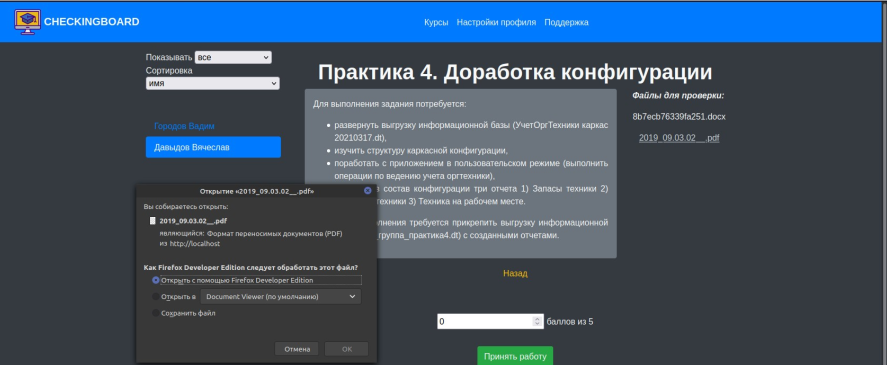 CHECKINGBOARD
Курсы Настройки профиля Поддержка
Показывать все
Сортировка
имя
Городов Вадим
Давыдов Вячеслав
Практика 4. Доработка конфигурации
Для выполнения задания потребуется:
развернуть выгрузку информационной базы (УчетОргТехники каркас
20210317.dt),
изучить структуру каркасной конфигурации,
поработать с приложением в пользовательском режиме (выполнить
операции по ведению учета оргтехники),
состав конфигурации три отчета 1) Запасы техники 2)
техники 3) Техника на рабочем месте.
требуется прикрепить выгрузку информационной
группа_практика4.dt) с созданными отчетами.
Файлы для проверки:
8b7ecb76339fa251.docx
2019_09.03.02__.pdf
Открытие «2019_09.03.02__.pdf»
Вы собираетесь открыть:
2019_09.03.02__.pdf
являющийся: Формат переносимых документов (PDF)
из http://localhost
Как Firefox Developer Edition следует обработать этот файл?
Открыть с помощью Firefox Developer Edition
Открыть в Document Viewer (по умолчанию)
Сохранить файл
Отмена OK
Назад
0 баллов из 5
Принять работу